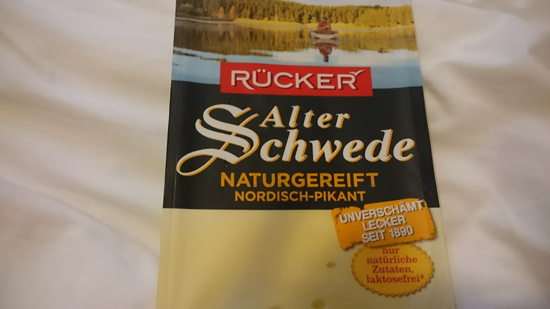 RÜCKER
Alter
Schwede
NATURGEREIFT
NORDISCH-PIKANT
UNVERSCHÄMT
LECKER
SEIT 1890
nur
natürliche
Zutaten,
laktosefrei*